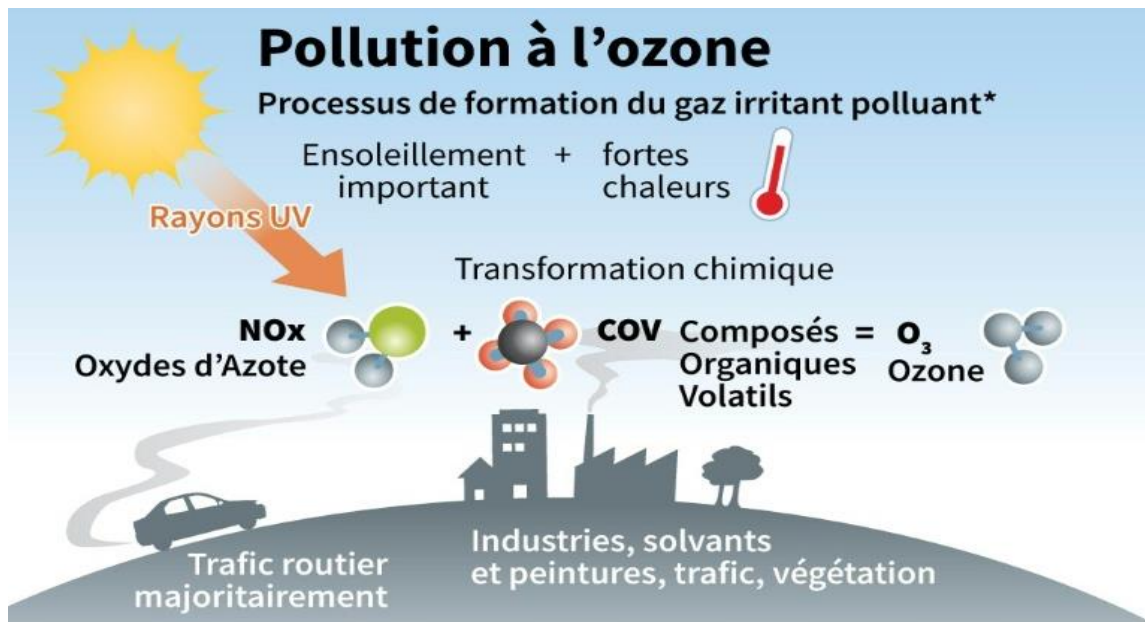 Pollution à l'ozone
Processus de formation du gaz irritant polluant*
Ensoleillement + fortes
important chaleurs
Rayons UV
Transformation chimique
NOx + COV Composés = O₃
Oxydes d'Azote Organiques Ozone
Volatils
Trafic routier
majoritairement
Industries, solvants
et peintures, trafic, végétation